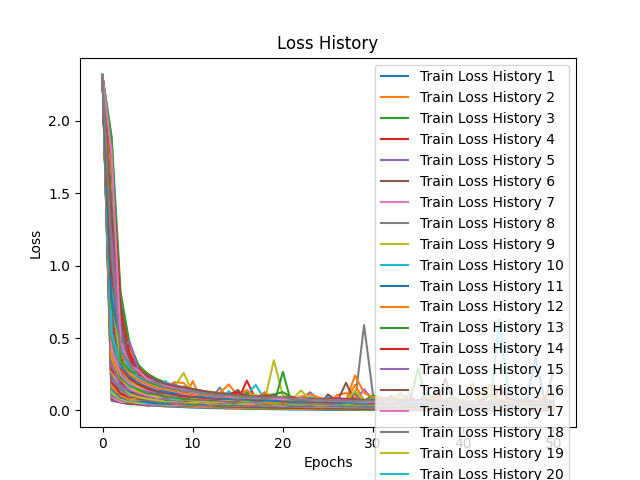 Loss History
Loss
2.0
1.5
1.0
0.5
0.0
0
10
20
30
40
50
Epochs
Train Loss History 1
Train Loss History 2
Train Loss History 3
Train Loss History 4
Train Loss History 5
Train Loss History 6
Train Loss History 7
Train Loss History 8
Train Loss History 9
Train Loss History 10
Train Loss History 11
Train Loss History 12
Train Loss History 13
Train Loss History 14
Train Loss History 15
Train Loss History 16
Train Loss History 17
Train Loss History 18
Train Loss History 19
Train Loss History 20